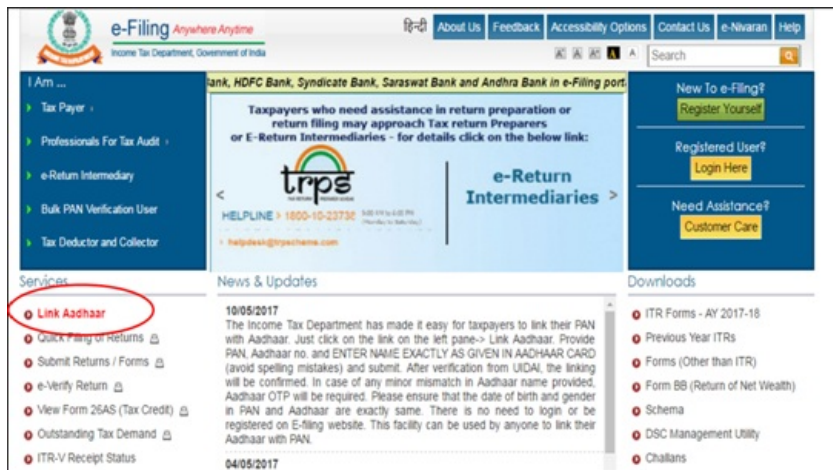 e-Filing Anywhere Anytime
Income Tax Department, Government of India
हिन्दी About Us Feedback Accessibility Options Contact Us e-Nivaran Help
A A A A A Search
I Am ...
Tax Payer
Professionals For Tax Audit
e-Return Intermediary
Bulk PAN Verification User
Tax Deductor and Collector
Bank, HDFC Bank, Syndicate Bank, Saraswat Bank and Andhra Bank in e-Filing port
Taxpayers who need assistance in return preparation or
return filing may approach Tax return Preparers
or E-Return Intermediaries - for details click on the below link:
trps
HELPLINE > 1800-10-23738
> helpdesk@trpscheme.com
e-Return
Intermediaries
New To e-Filing?
Register Yourself
Registered User?
Login Here
Need Assistance?
Customer Care
Services
Link Aadhaar
Quick Filing of Returns
Submit Returns / Forms
e-Verify Return
View Form 26AS (Tax Credit)
Outstanding Tax Demand
ITR-V Receipt Status
News & Updates
10/05/2017
The Income Tax Department has made it easy for taxpayers to link their PAN
with Aadhaar. Just click on the link on the left pane-> Link Aadhaar. Provide
PAN, Aadhaar no. and ENTER NAME EXACTLY AS GIVEN IN AADHAAR CARD
(avoid spelling mistakes) and submit. After verification from UIDAI, the linking
will be confirmed. In case of any minor mismatch in Aadhaar name provided,
Aadhaar OTP will be required. Please ensure that the date of birth and gender
in PAN and Aadhaar are exactly same. There is no need to login or be
registered on E-filing website. This facility can be used by anyone to link their
Aadhaar with PAN.
04/05/2017
Downloads
ITR Forms - AY 2017-18
Previous Year ITRs
Forms (Other than ITR)
Form BB (Return of Net Wealth)
Schema
DSC Management Utility
Challans